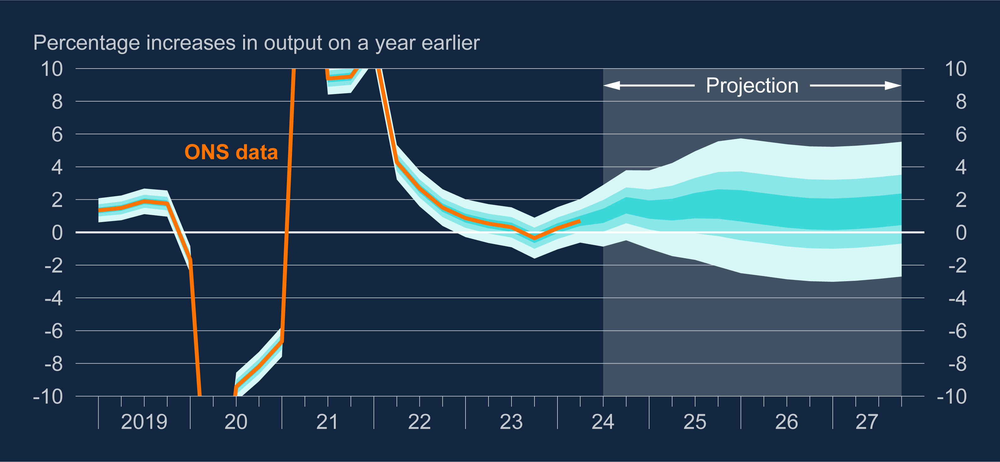 Percentage increases in output on a year earlier
10 10
Projection
8 8
6 6
ONS data
4 4
2 2
0 0
-2 -2
-4 -4
-6 -6
-8 -8
-10 -10
2019 20 21 22 23 24 25 26 27